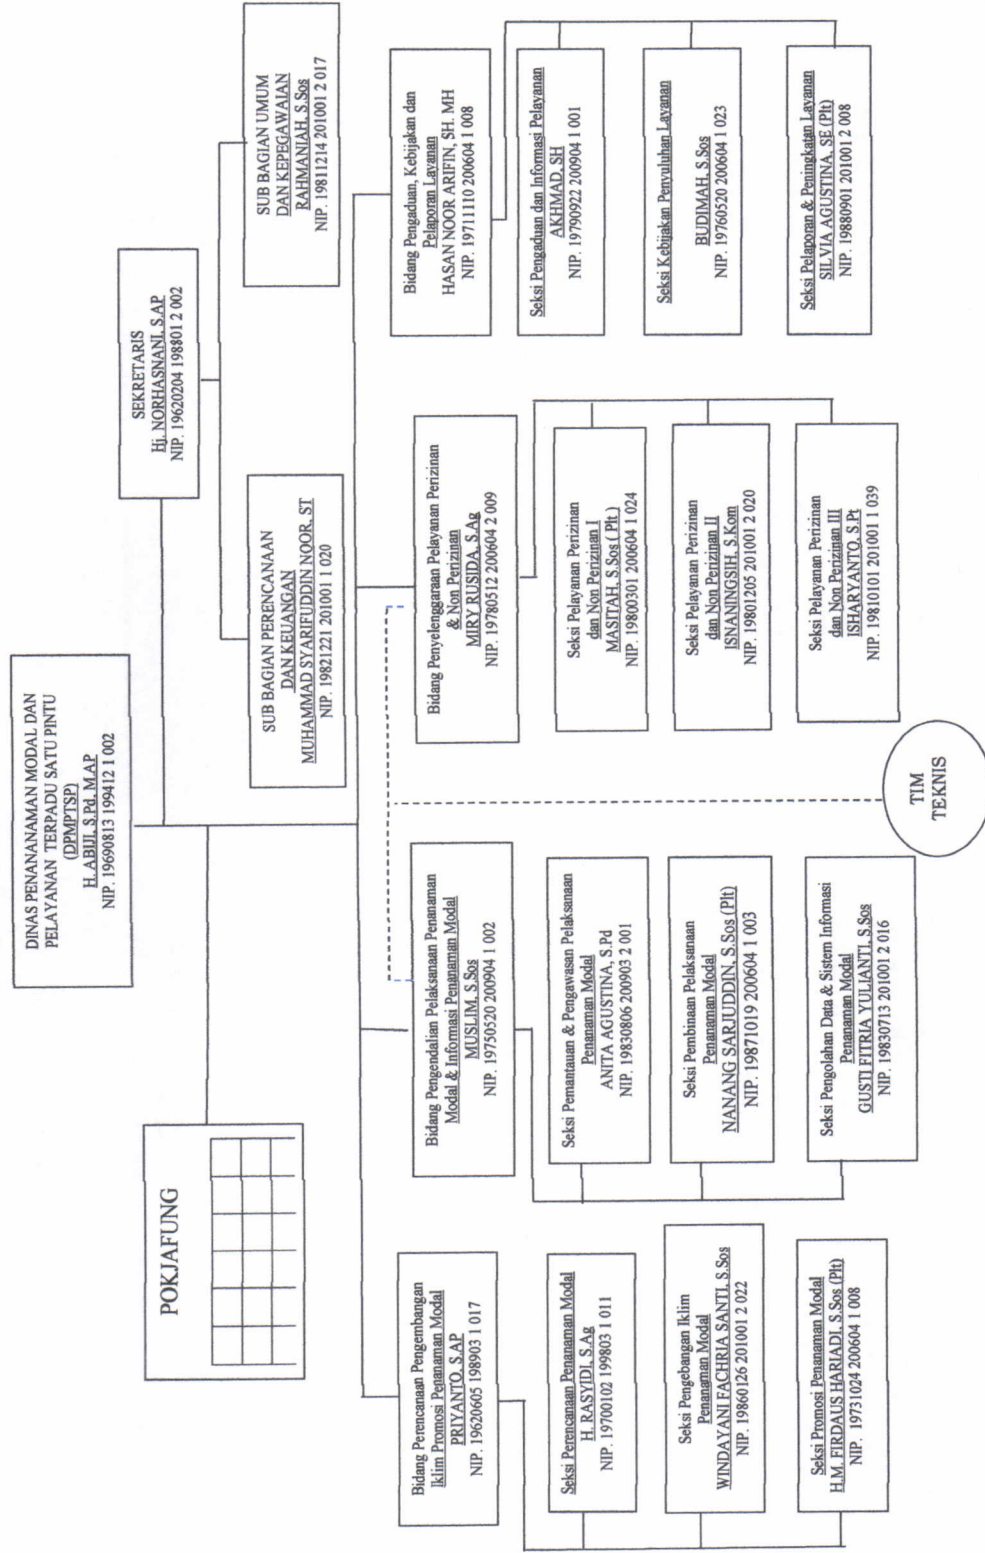 DINAS PENANANAMAN MODAL DAN
PELAYANAN TERPADU SATU PINTU
(DPMPTSP)
H. ABIJI, S.Pd, M.AP
NIP. 19690813 199412 1 002
SEKRETARIS
Hj. NORHASNANI, S.AP
NIP. 19620204 198801 2 002
POKJAFUNG
SUB BAGIAN PERENCANAAN
DAN KEUANGAN
MUHAMMAD SYARIFUDDIN NOOR, ST
NIP. 19821221 201001 1 020
SUB BAGIAN UMUM
DAN KEPEGAWAIAN
RAHMANIAH, S.Sos
NIP. 19811214 201001 2 017
Bidang Perencanaan Pengembangan
Iklim Promosi Penanaman Modal
PRIYANTO, S.AP
NIP. 19620605 198903 1 017
Seksi Perencanaan Penanaman Modal
H. RASYIDI, S.Ag
NIP. 19700102 199803 1 011
Seksi Pengebangan Iklim
Penanaman Modal
WINDAYANI FACHRIA SANTI, S.Sos
NIP. 19860126 201001 2 022
Seksi Promosi Penanaman Modal
H.M. FIRDAUS HARIADI, S.Sos (Plt)
NIP. 19731024 200604 1 008
Bidang Pengendalian Pelaksanaan Penanaman
Modal & Informasi Penanaman Modal
MUSLIM, S.Sos
NIP. 19750520 200904 1 002
Seksi Pemantauan & Pengawasan Pelaksanaan
Penanaman Modal
ANITA AGUSTINA, S.Pd
NIP. 19830806 200903 2 001
Seksi Pembinaan Pelaksanaan
Penanaman Modal
NANANG SARJUDDIN, S.Sos (Plt)
NIP. 19871019 200604 1 003
Seksi Pengolahan Data & Sistem Informasi
Penanaman Modal
GUSTI FITRIA YULIANTI, S.Sos
NIP. 19830713 201001 2 016
Bidang Penyelenggaraan Pelayanan Perizinan
& Non Perizinan
MIRY RUSIDA, S.Ag
NIP. 19780512 200604 2 009
Seksi Pelayanan Perizinan
dan Non Perizinan I
MASITAH, S.Sos ( Plt )
NIP. 19800301 200604 1 024
Seksi Pelayanan Perizinan
dan Non Perizinan II
ISNANINGSIH, S.Kom
NIP. 19801205 201001 2 020
Seksi Pelayanan Perizinan
dan Non Perizinan III
ISHARYANTO, S.Pt
NIP. 19810101 201001 1 039
Bidang Pengaduan, Kebijakan dan
Pelaporan Layanan
HASAN NOOR ARIFIN, SH. MH
NIP. 19711110 200604 1 008
Seksi Pengaduan dan Informasi Pelayanan
AKHMAD, SH
NIP. 19790922 200904 1 001
Seksi Kebijakan Penyuluhan Layanan
BUDIMAH, S.Sos
NIP. 19760520 200604 1 023
Seksi Pelaporan & Peningkatan Layanan
SILVIA AGUSTINA, SE (Plt)
NIP. 19880901 201001 2 008
TIM
TEKNIS